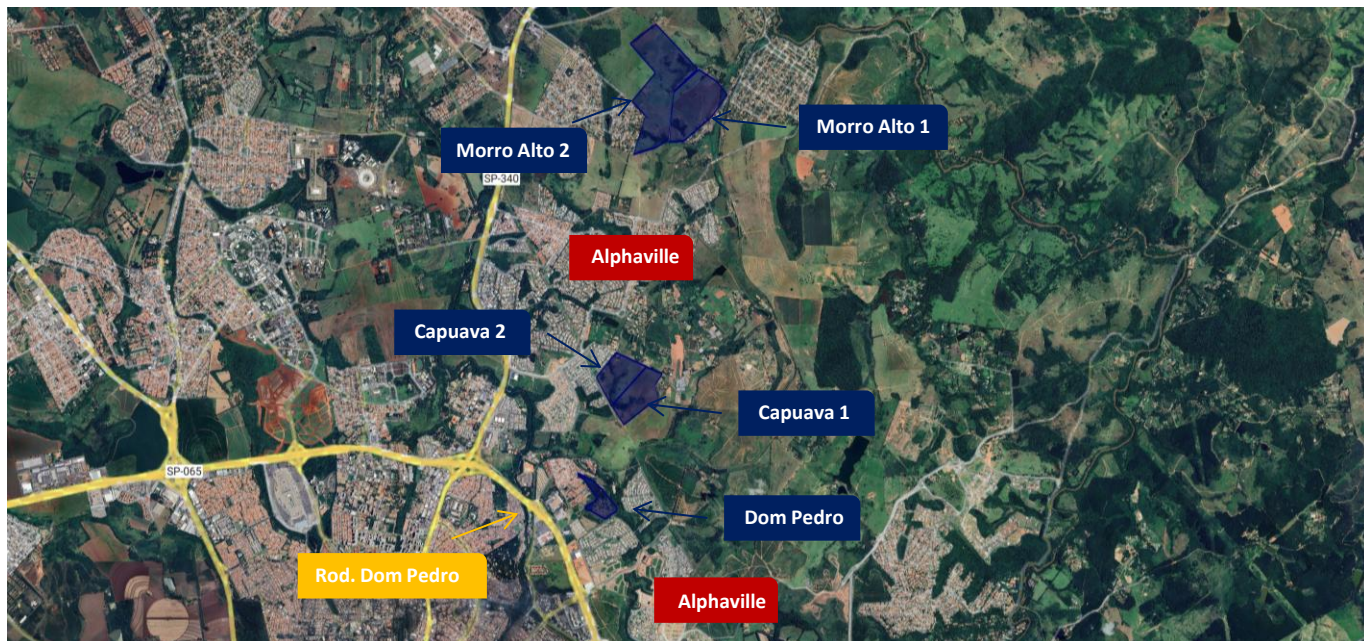 Morro Alto 1
Morro Alto 2
SP-340
Alphaville
Capuava 2
Capuava 1
SP-065
Dom Pedro
Rod. Dom Pedro
Alphaville